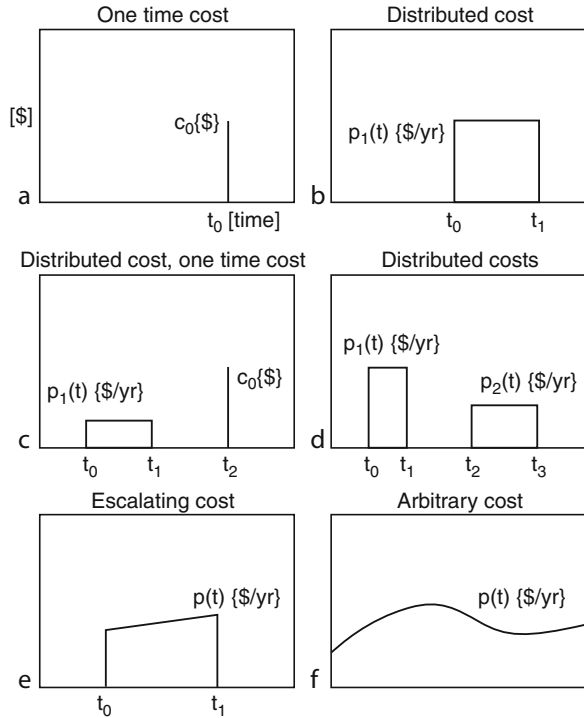 One time cost
[$]
c₀{$}
a
t₀ [time]
Distributed cost
p₁(t) {$/yr}
b
t₀ t₁
Distributed cost, one time cost
p₁(t) {$/yr}
c₀{$}
c
t₀ t₁ t₂
Distributed costs
p₁(t) {$/yr}
p₂(t) {$/yr}
d
t₀ t₁ t₂ t₃
Escalating cost
p(t) {$/yr}
e
t₀ t₁
Arbitrary cost
p(t) {$/yr}
f